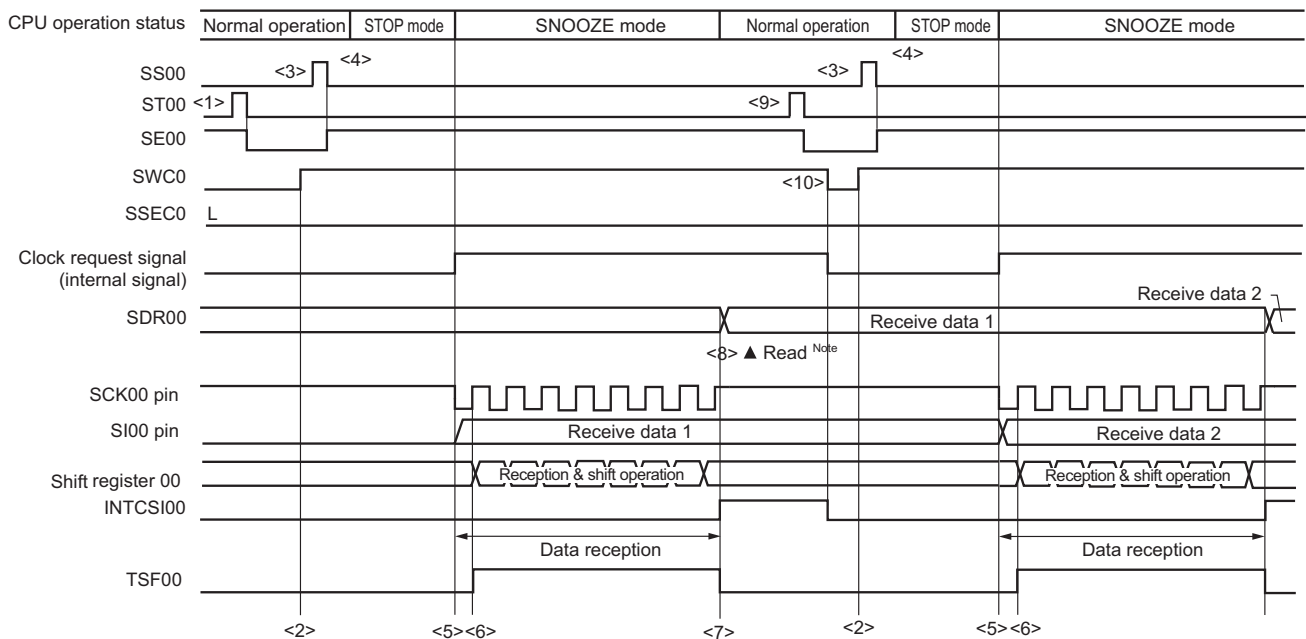 CPU operation status Normal operation STOP mode SNOOZE mode Normal operation STOP mode SNOOZE mode
<4> <4>
SS00 <3> <3>
ST00 <1> <9>
SE00
SWC0 <10>
SSEC0 L
Clock request signal
(internal signal)
Receive data 2
SDR00 Receive data 1
<8> ▲ Read Note
SCK00 pin
SI00 pin Receive data 1 Receive data 2
Shift register 00 Reception & shift operation Reception & shift operation
INTCSI00
Data reception Data reception
TSF00
<2> <5> <6> <7> <2> <5> <6>